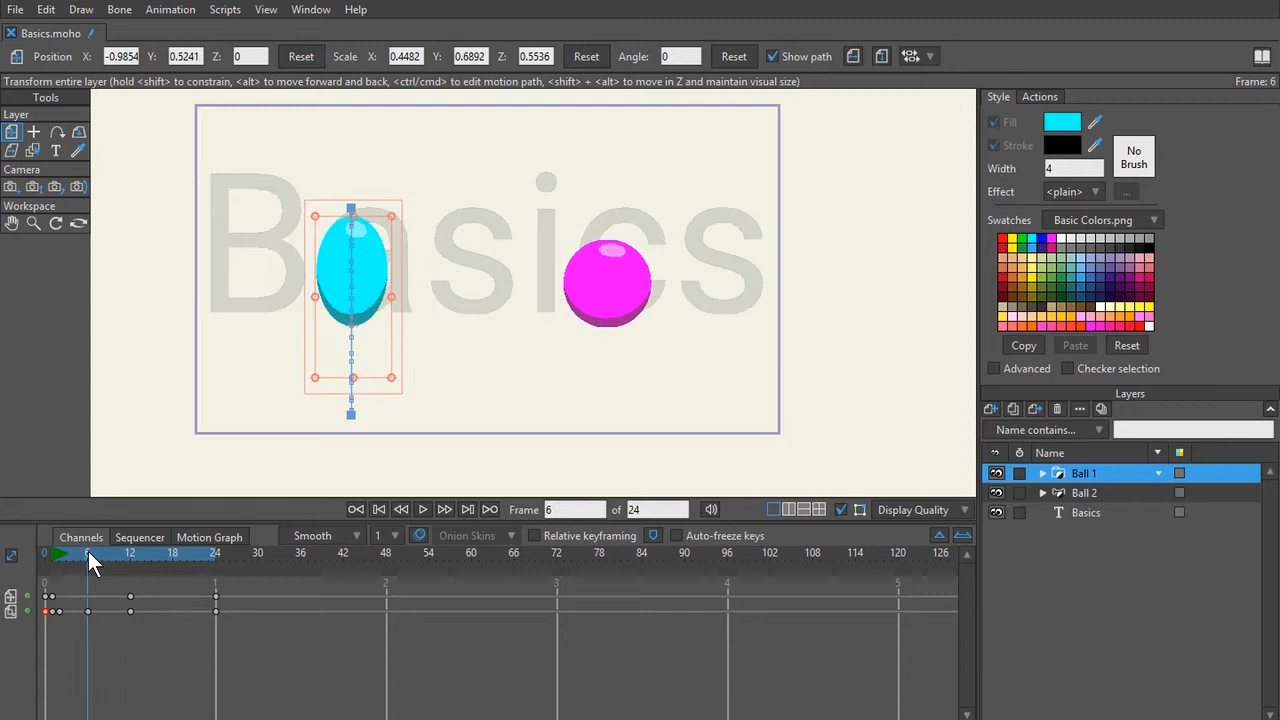 File Edit Draw Bone Animation Scripts View Window Help
Basics.moho
Position X: -0.9854 Y: 0.5241 Z: 0 Reset Scale X: 0.4482 Y: 0.6892 Z: 0.5536 Reset Angle: 0 Reset Show path
Transform entire layer (hold <shift> to constrain, <alt> to move forward and back, <ctrl/cmd> to edit motion path, <shift> + <alt> to move in Z and maintain visual size) Frame: 6
Tools
Layer
Camera
Workspace
Basics
Style Actions
Fill
Stroke
No Brush
Width 4
Effect <plain> ...
Swatches Basic Colors.png
Copy Paste Reset
Advanced Checker selection
Layers
Name contains...
Name
Ball 1
Ball 2
Basics
Frame 6 of 24 Display Quality
Channels Sequencer Motion Graph Smooth 1 Onion Skins Relative keyframing Auto-freeze keys
0 6 12 18 24 30 36 42 48 54 60 66 72 78 84 90 96 102 108 114 120 126
0 1 2 3 4 5